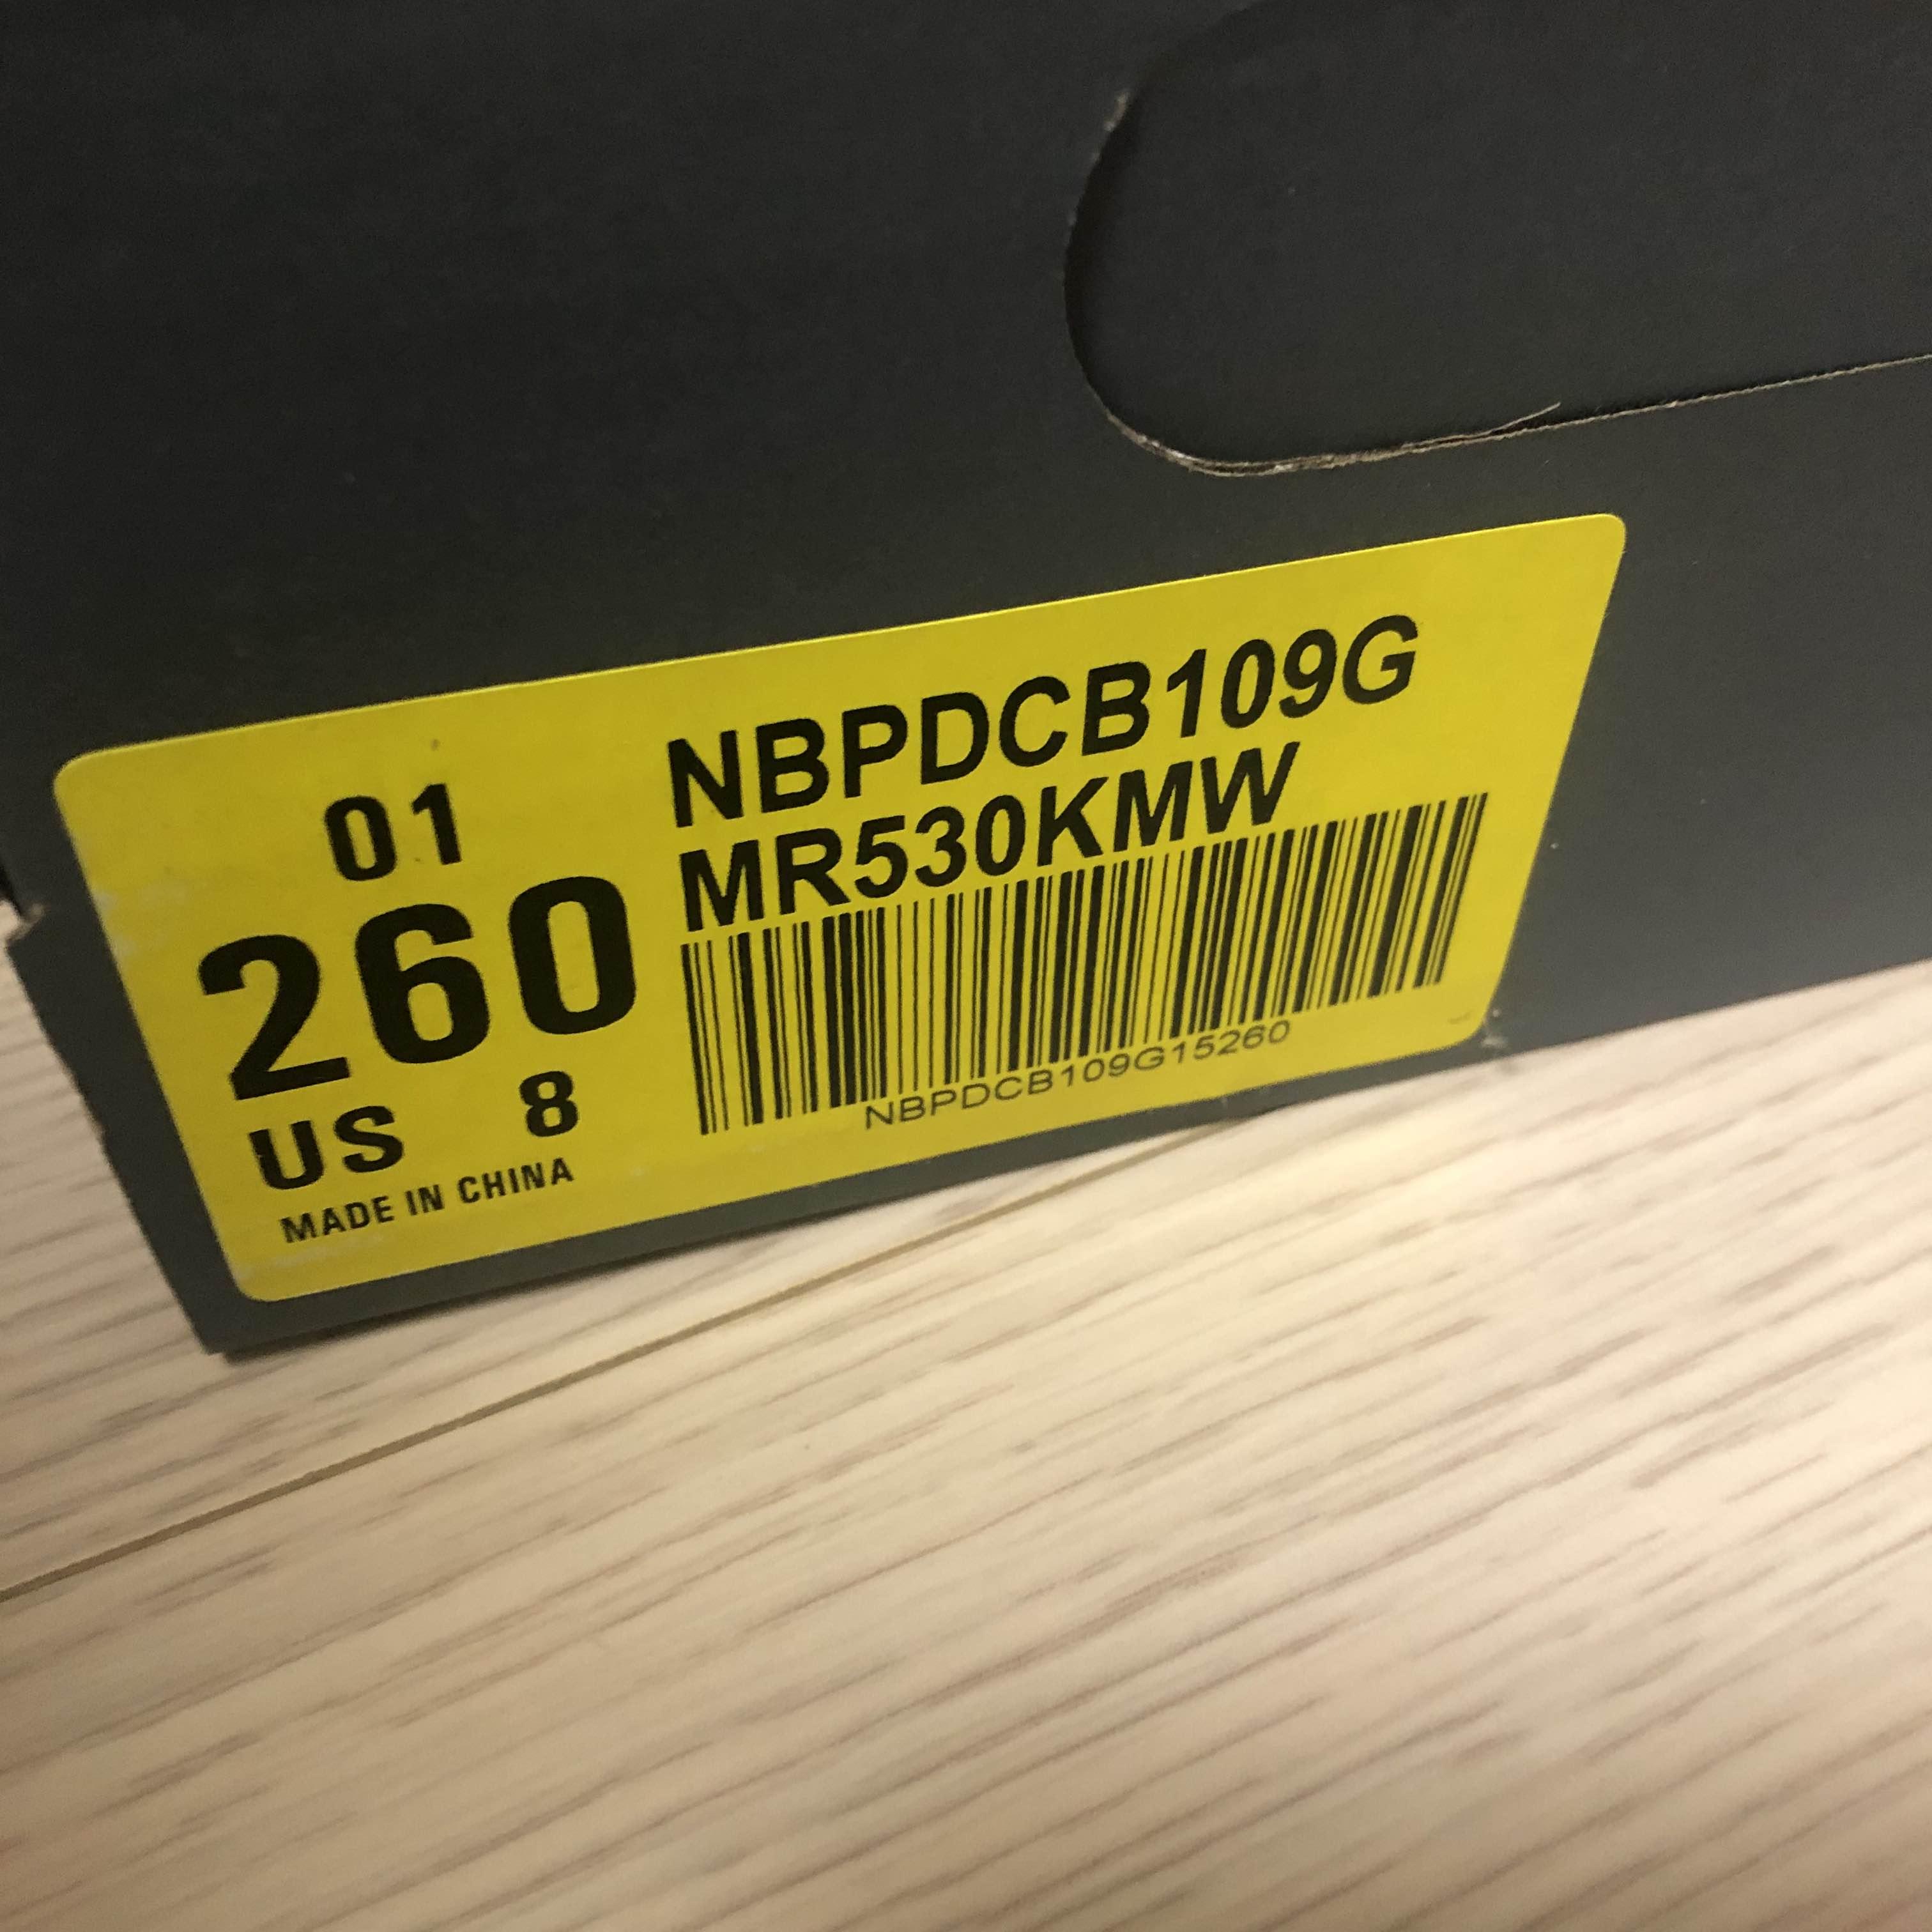 01
260
US 8
MADE IN CHINA
NBPDCB109G
MR530KMW
NBPDCB109G15260